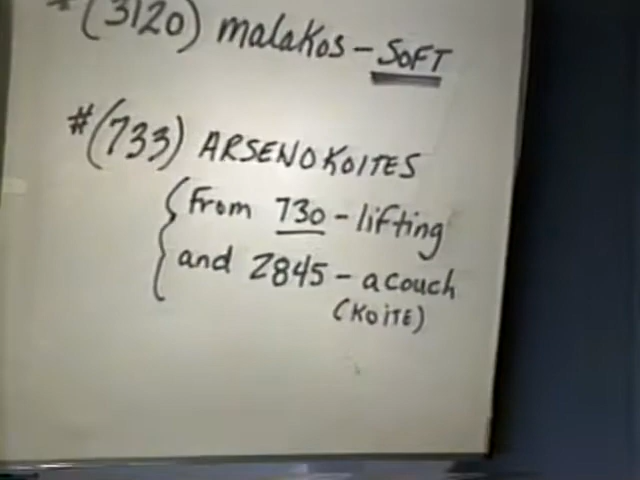 #(3120) malakos - SOFT
#(733) ARSENOKOITES
from 730 - lifting
and 2845 - a couch
(KOITE)